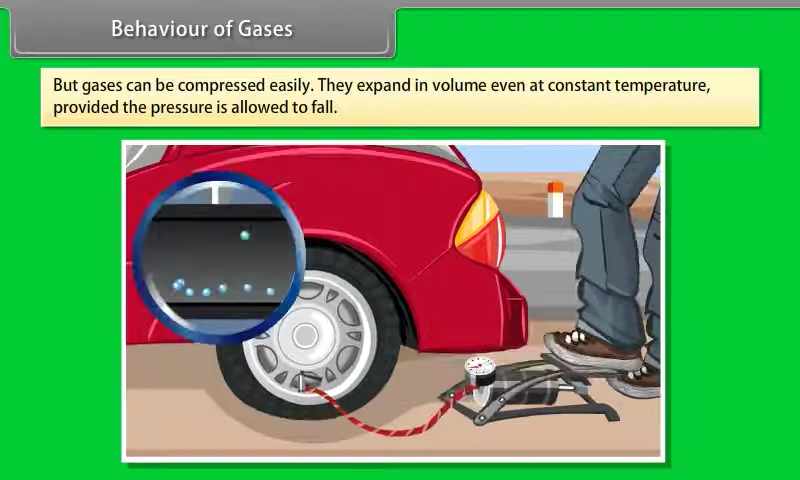 Behaviour of Gases
But gases can be compressed easily. They expand in volume even at constant temperature,
provided the pressure is allowed to fall.